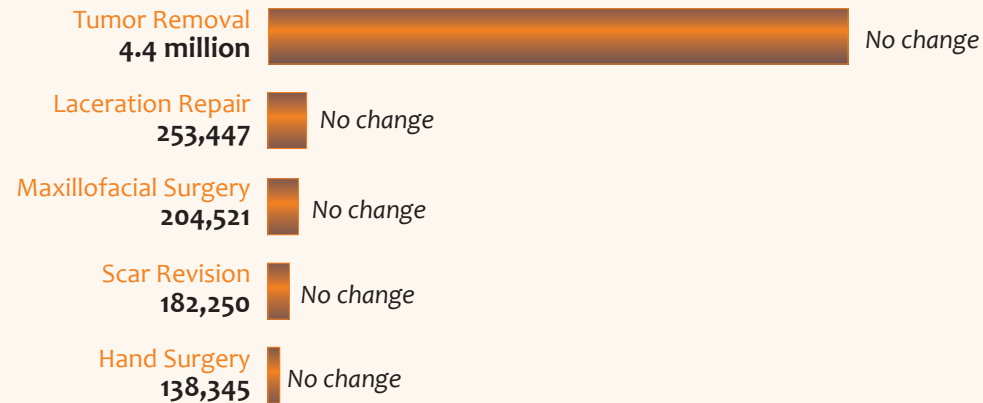 Tumor Removal
4.4 million
No change
Laceration Repair
253,447
No change
Maxillofacial Surgery
204,521
No change
Scar Revision
182,250
No change
Hand Surgery
138,345
No change